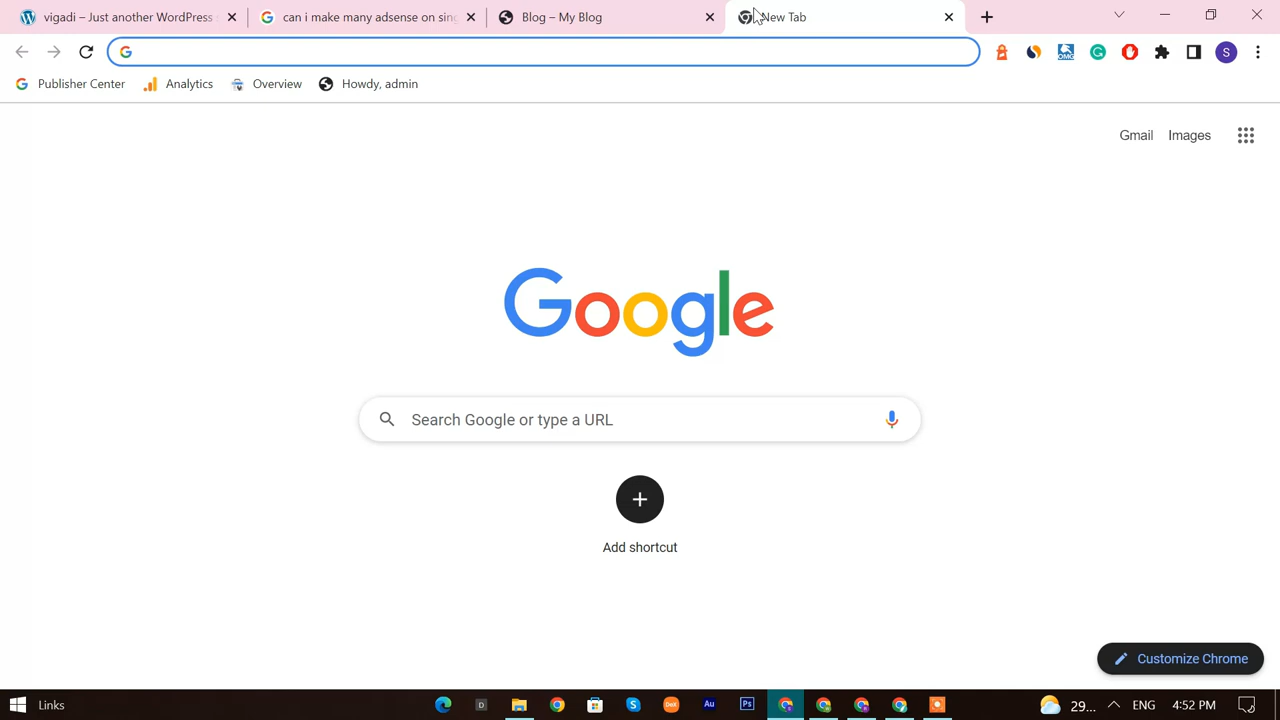 vigadi – Just another WordPress
can i make many adsense on sing
Blog – My Blog
New Tab
Publisher Center
Analytics
Overview
Howdy, admin
Gmail
Images
Google
Search Google or type a URL
Add shortcut
Customize Chrome
Links
29...
ENG
4:52 PM